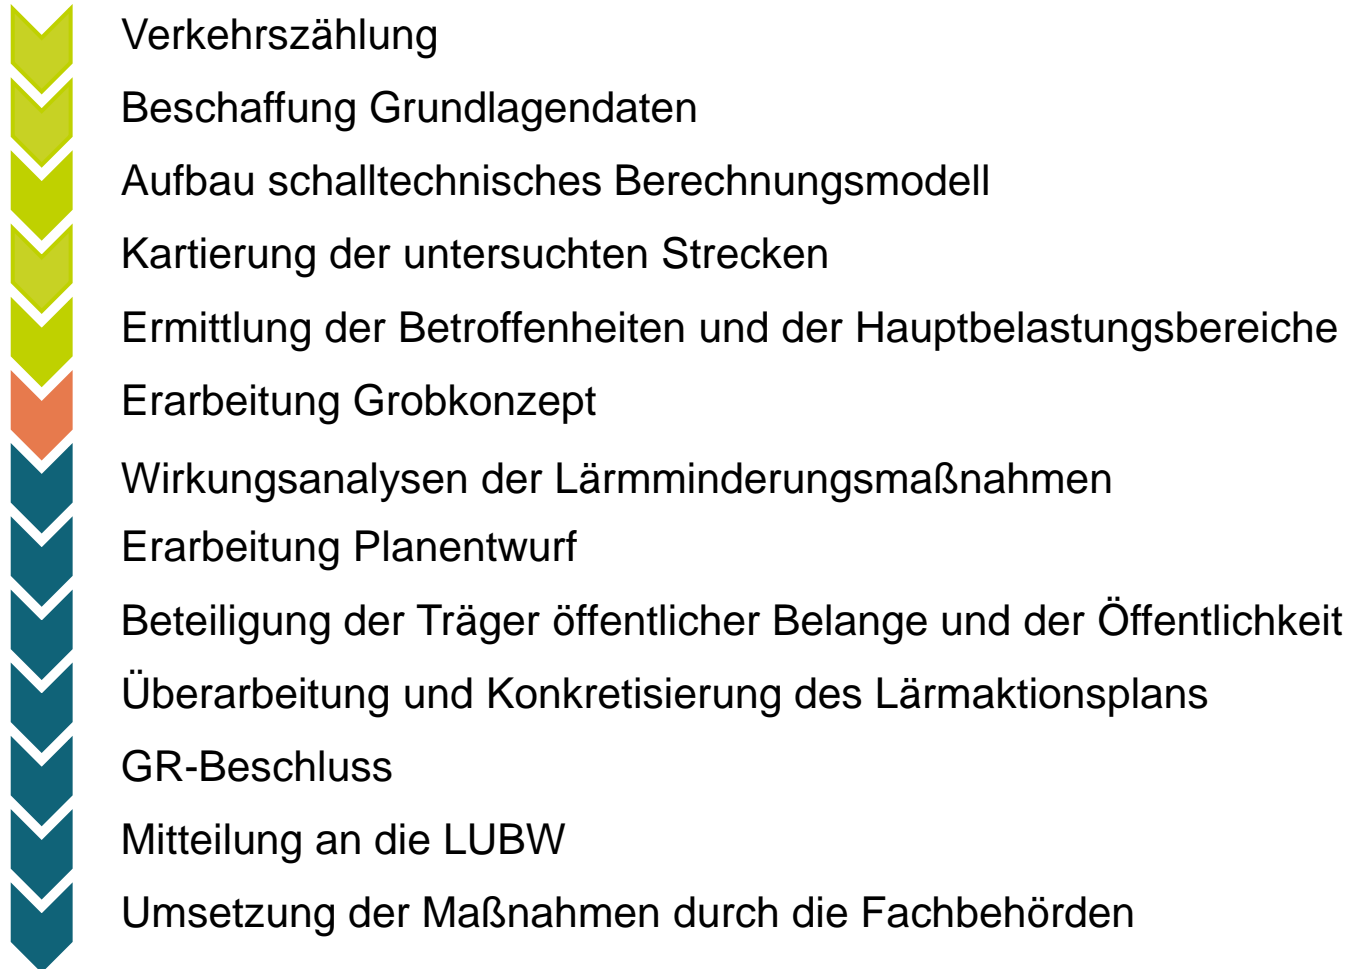 Verkehrszählung
Beschaffung Grundlagendaten
Aufbau schalltechnisches Berechnungsmodell
Kartierung der untersuchten Strecken
Ermittlung der Betroffenheiten und der Hauptbelastungsbereiche
Erarbeitung Grobkonzept
Wirkungsanalysen der Lärmminderungsmaßnahmen
Erarbeitung Planentwurf
Beteiligung der Träger öffentlicher Belange und der Öffentlichkeit
Überarbeitung und Konkretisierung des Lärmaktionsplans
GR-Beschluss
Mitteilung an die LUBW
Umsetzung der Maßnahmen durch die Fachbehörden